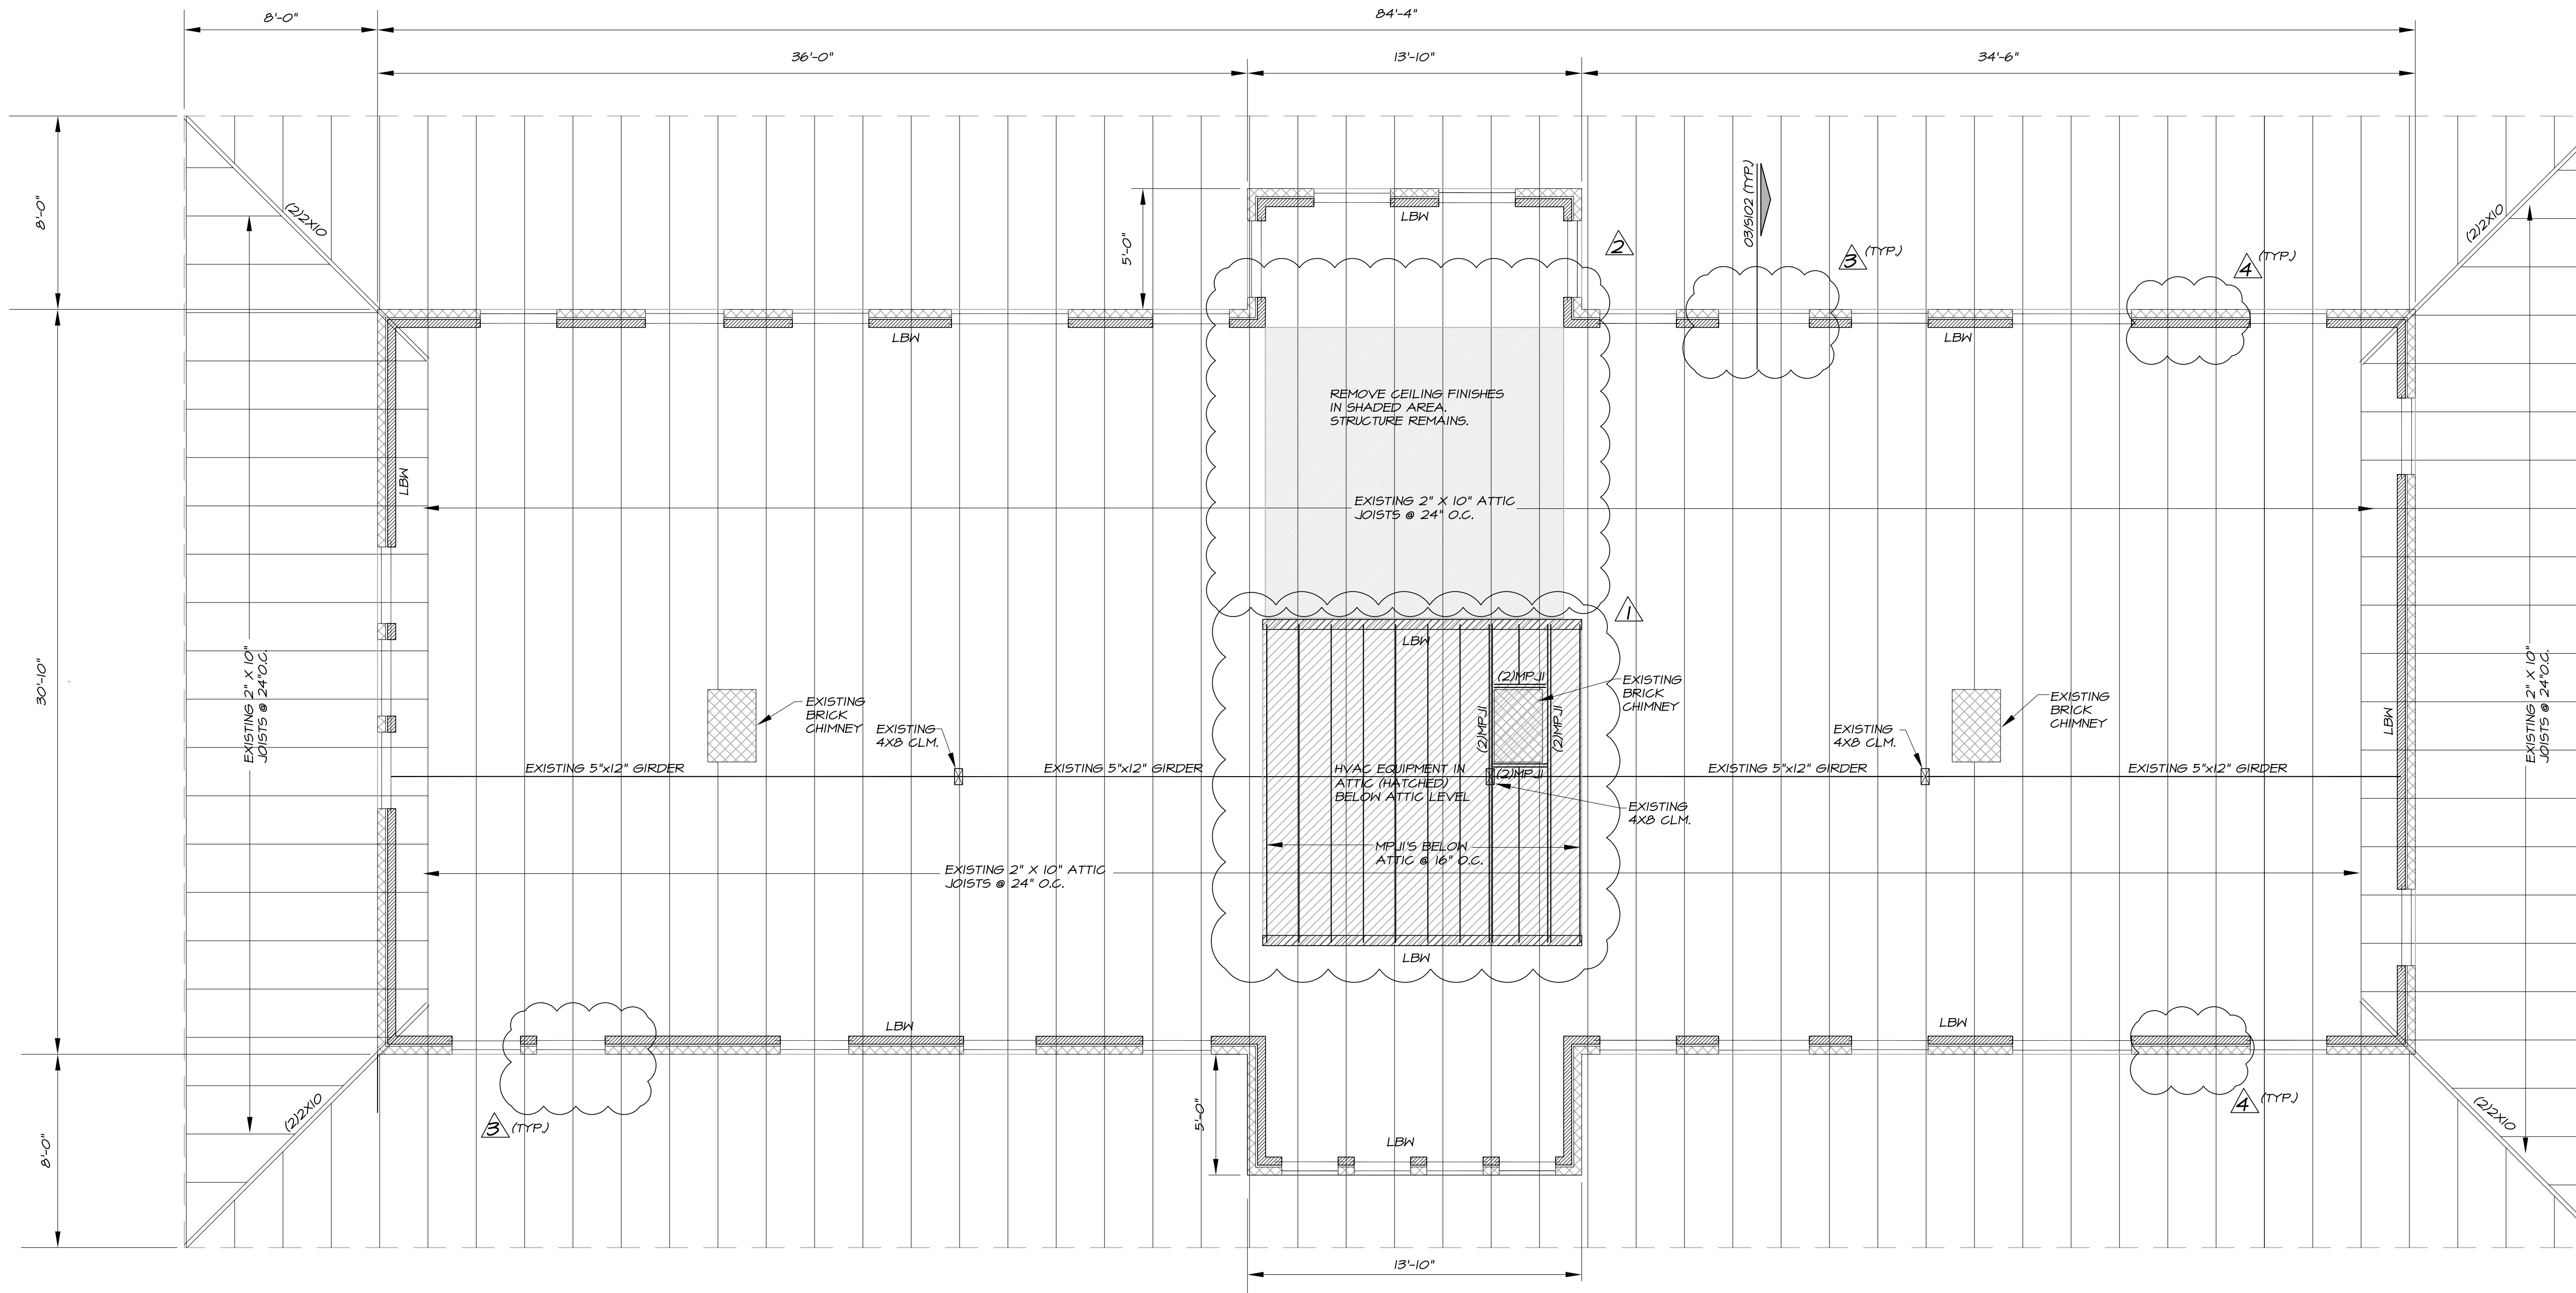 8'-0"
84'-4"
36'-0"
13'-10"
34'-6"
8'-0"
(2)2X10
5'-0"
LBW
2
03/S102 (TYP.)
3 (TYP.)
4 (TYP.)
(2)2X10
LBW
LBW
REMOVE CEILING FINISHES
IN SHADED AREA.
STRUCTURE REMAINS.
LBW
EXISTING 2" X 10" ATTIC
JOISTS @ 24" O.C.
1
LBW
30'-10"
EXISTING 2" X 10"
JOISTS @ 24"O.C.
EXISTING
BRICK
CHIMNEY
EXISTING
4X8 CLM.
(2)MPJI
(2)MPJI
(2)MPJI
(2)MPJI
EXISTING
BRICK
CHIMNEY
EXISTING
4X8 CLM.
EXISTING
BRICK
CHIMNEY
LBW
EXISTING 2" X 10"
JOISTS @ 24"O.C.
EXISTING 5"x12" GIRDER
EXISTING 5"x12" GIRDER
HVAC EQUIPMENT IN
ATTIC (HATCHED)
BELOW ATTIC LEVEL
EXISTING 5"x12" GIRDER
EXISTING 5"x12" GIRDER
EXISTING
4X8 CLM.
MPJI'S BELOW
ATTIC @ 16" O.C.
EXISTING 2" X 10" ATTIC
JOISTS @ 24" O.C.
LBW
LBW
LBW
(2)2X10
3 (TYP.)
5'-0"
LBW
4 (TYP.)
(2)2X10
8'-0"
13'-10"